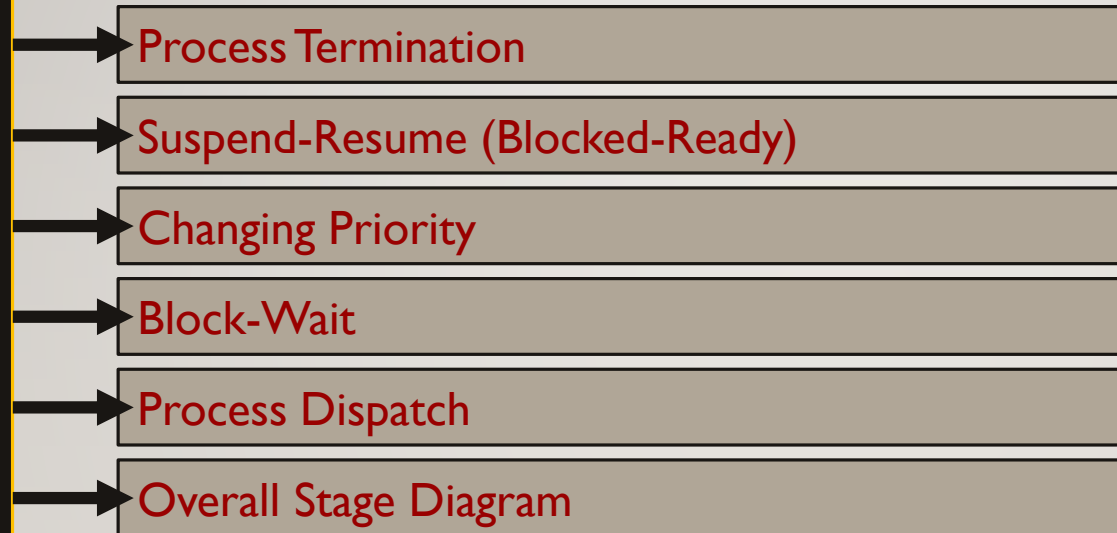 Process Termination
Suspend-Resume (Blocked-Ready)
Changing Priority
Block-Wait
Process Dispatch
Overall Stage Diagram